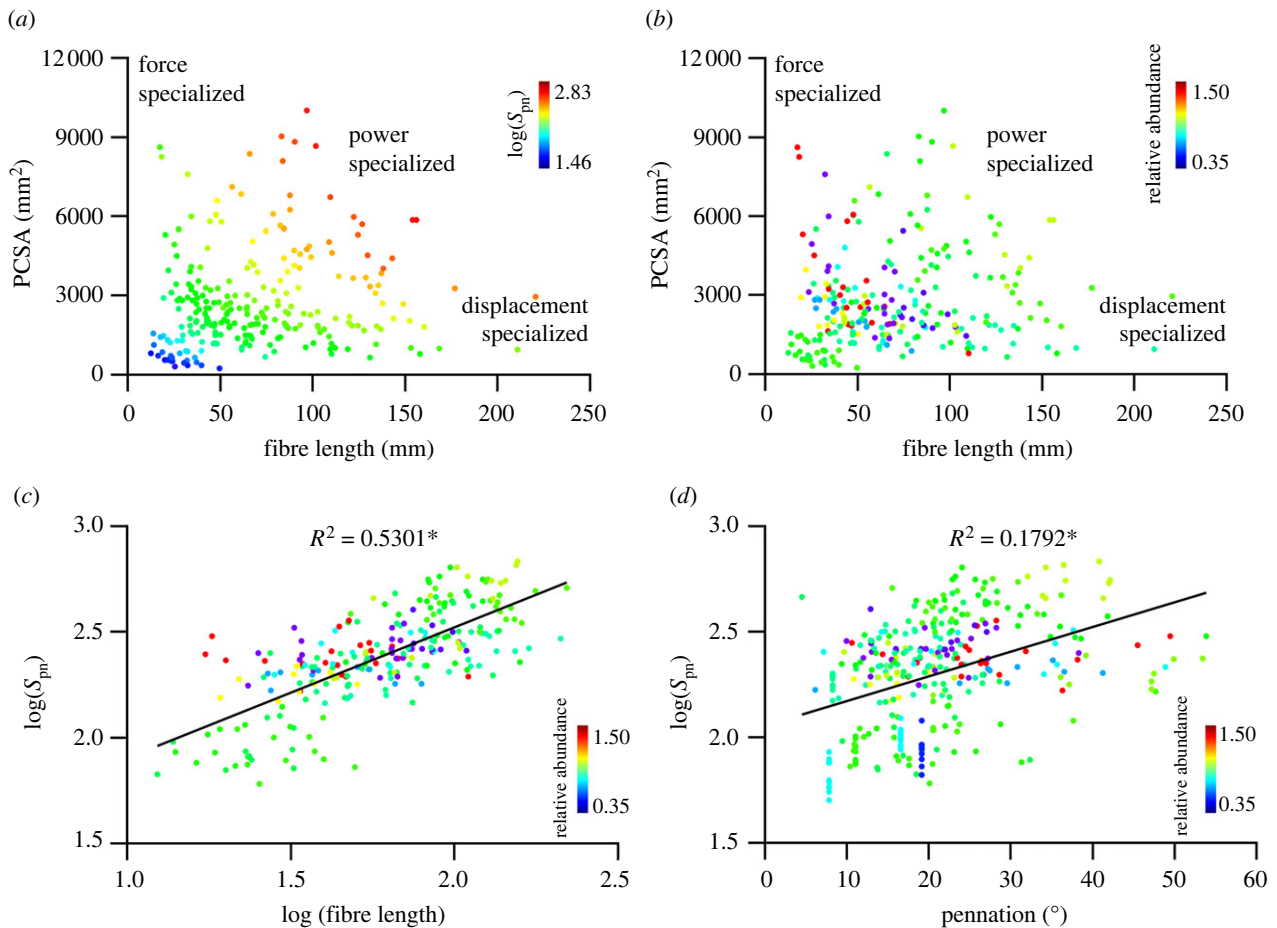 (a)
12 000
9000
6000
3000
0
PCSA (mm²)
force
specialized
power
specialized
displacement
specialized
log(Spn)
2.83
1.46
0 50 100 150 200 250
fibre length (mm)
(b)
12 000
9000
6000
3000
0
PCSA (mm²)
force
specialized
power
specialized
displacement
specialized
relative abundance
1.50
0.35
0 50 100 150 200 250
fibre length (mm)
(c)
3.0
2.5
2.0
1.5
log(Spn)
R² = 0.5301*
relative abundance
1.50
0.35
1.0 1.5 2.0 2.5
log (fibre length)
(d)
3.0
2.5
2.0
1.5
log(Spn)
R² = 0.1792*
relative abundance
1.50
0.35
0 10 20 30 40 50 60
pennation (°)